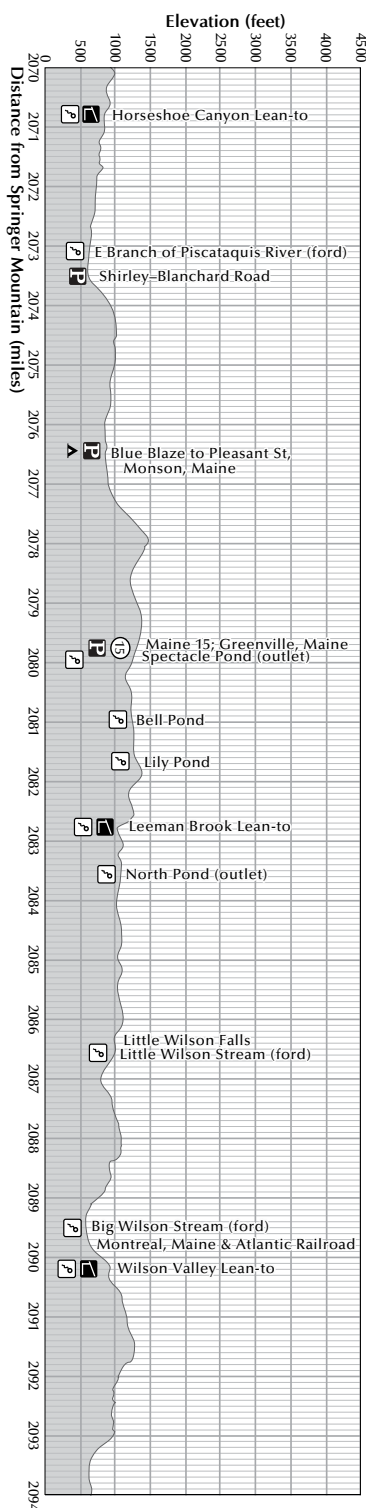 Elevation (feet)
0
500
1000
1500
2000
2500
3000
3500
4000
4500
Distance from Springer Mountain (miles)
2070
2071
2072
2073
2074
2075
2076
2077
2078
2079
2080
2081
2082
2083
2084
2085
2086
2087
2088
2089
2090
2091
2092
2093
2094
Horseshoe Canyon Lean-to
E Branch of Piscataquis River (ford)
P Shirley–Blanchard Road
P Blue Blaze to Pleasant St,
Monson, Maine
P 15 Maine 15; Greenville, Maine
Spectacle Pond (outlet)
Bell Pond
Lily Pond
Leeman Brook Lean-to
North Pond (outlet)
Little Wilson Falls
Little Wilson Stream (ford)
Big Wilson Stream (ford)
Montreal, Maine & Atlantic Railroad
Wilson Valley Lean-to